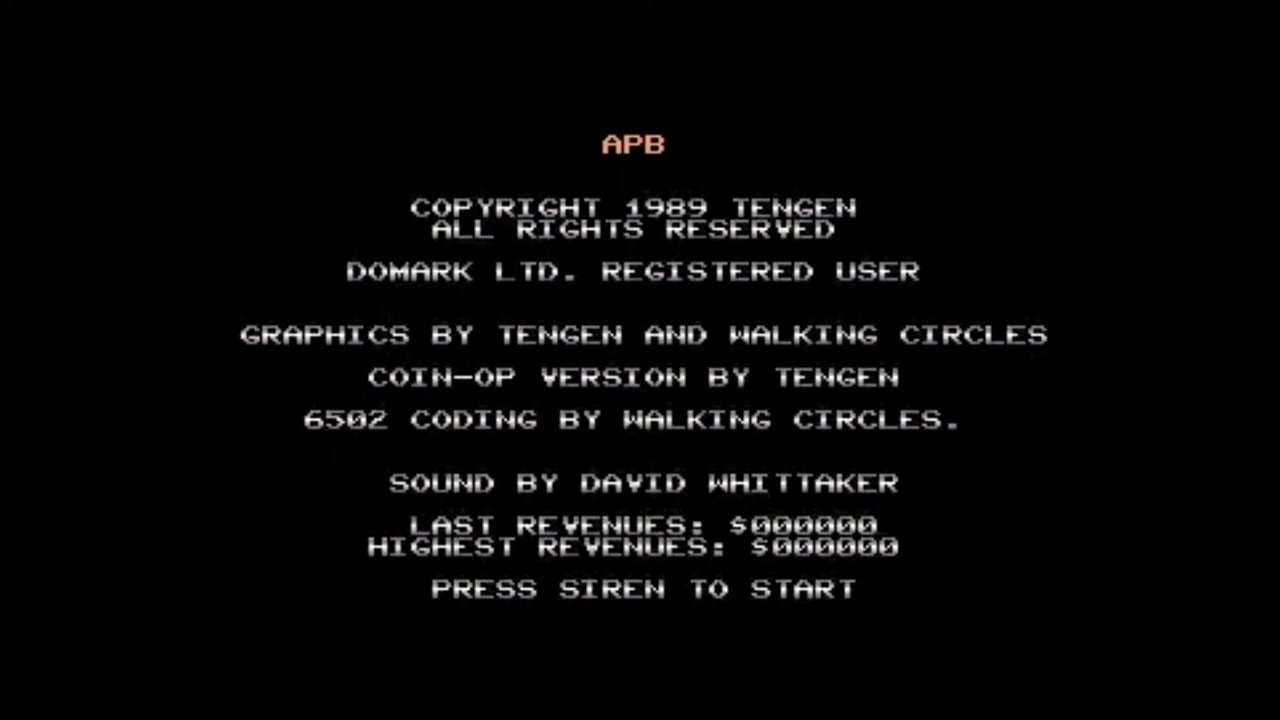 APB
COPYRIGHT 1989 TENGEN
ALL RIGHTS RESERVED
DOMARK LTD. REGISTERED USER
GRAPHICS BY TENGEN AND WALKING CIRCLES
COIN-OP VERSION BY TENGEN
6502 CODING BY WALKING CIRCLES.
SOUND BY DAVID WHITTAKER
LAST REVENUES: $000000
HIGHEST REVENUES: $000000
PRESS SIREN TO START